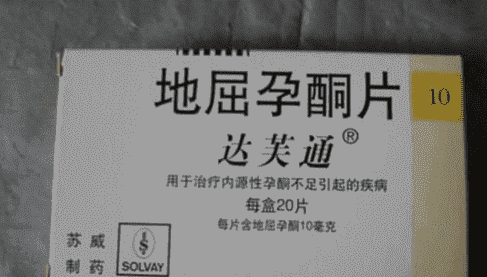 地屈孕酮片
10
达芙通®
用于治疗内源性孕酮不足引起的疾病
每盒20片
每片含地屈孕酮10毫克
苏威
制药
SOLVAY